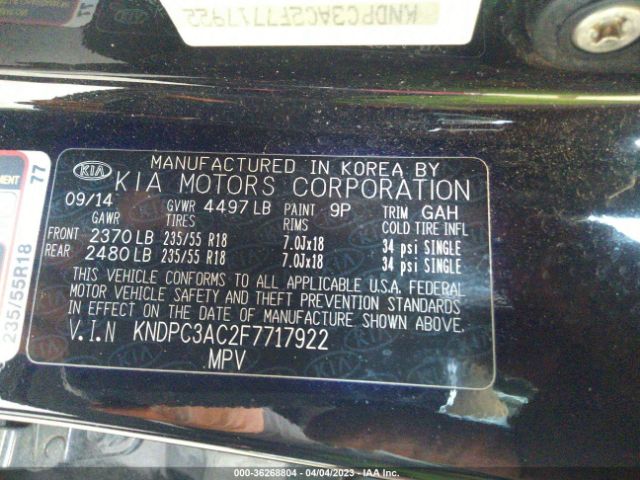 KNDPC3AC2F7717922
MANUFACTURED IN KOREA BY
KIA KIA MOTORS CORPORATION
09/14 GVWR 4497 LB PAINT 9P TRIM GAH
GAWR TIRES RIMS COLD TIRE INFL
FRONT 2370 LB 235/55 R18 7.0Jx18 34 psi SINGLE
REAR 2480 LB 235/55 R18 7.0Jx18 34 psi SINGLE
THIS VEHICLE CONFORMS TO ALL APPLICABLE U.S.A. FEDERAL
MOTOR VEHICLE SAFETY AND THEFT PREVENTION STANDARDS
IN EFFECT ON THE DATE OF MANUFACTURE SHOWN ABOVE.
V.I.N KNDPC3AC2F7717922
MPV
77
235/55R18
000-36268804 - 04/04/2023 - IAA Inc.